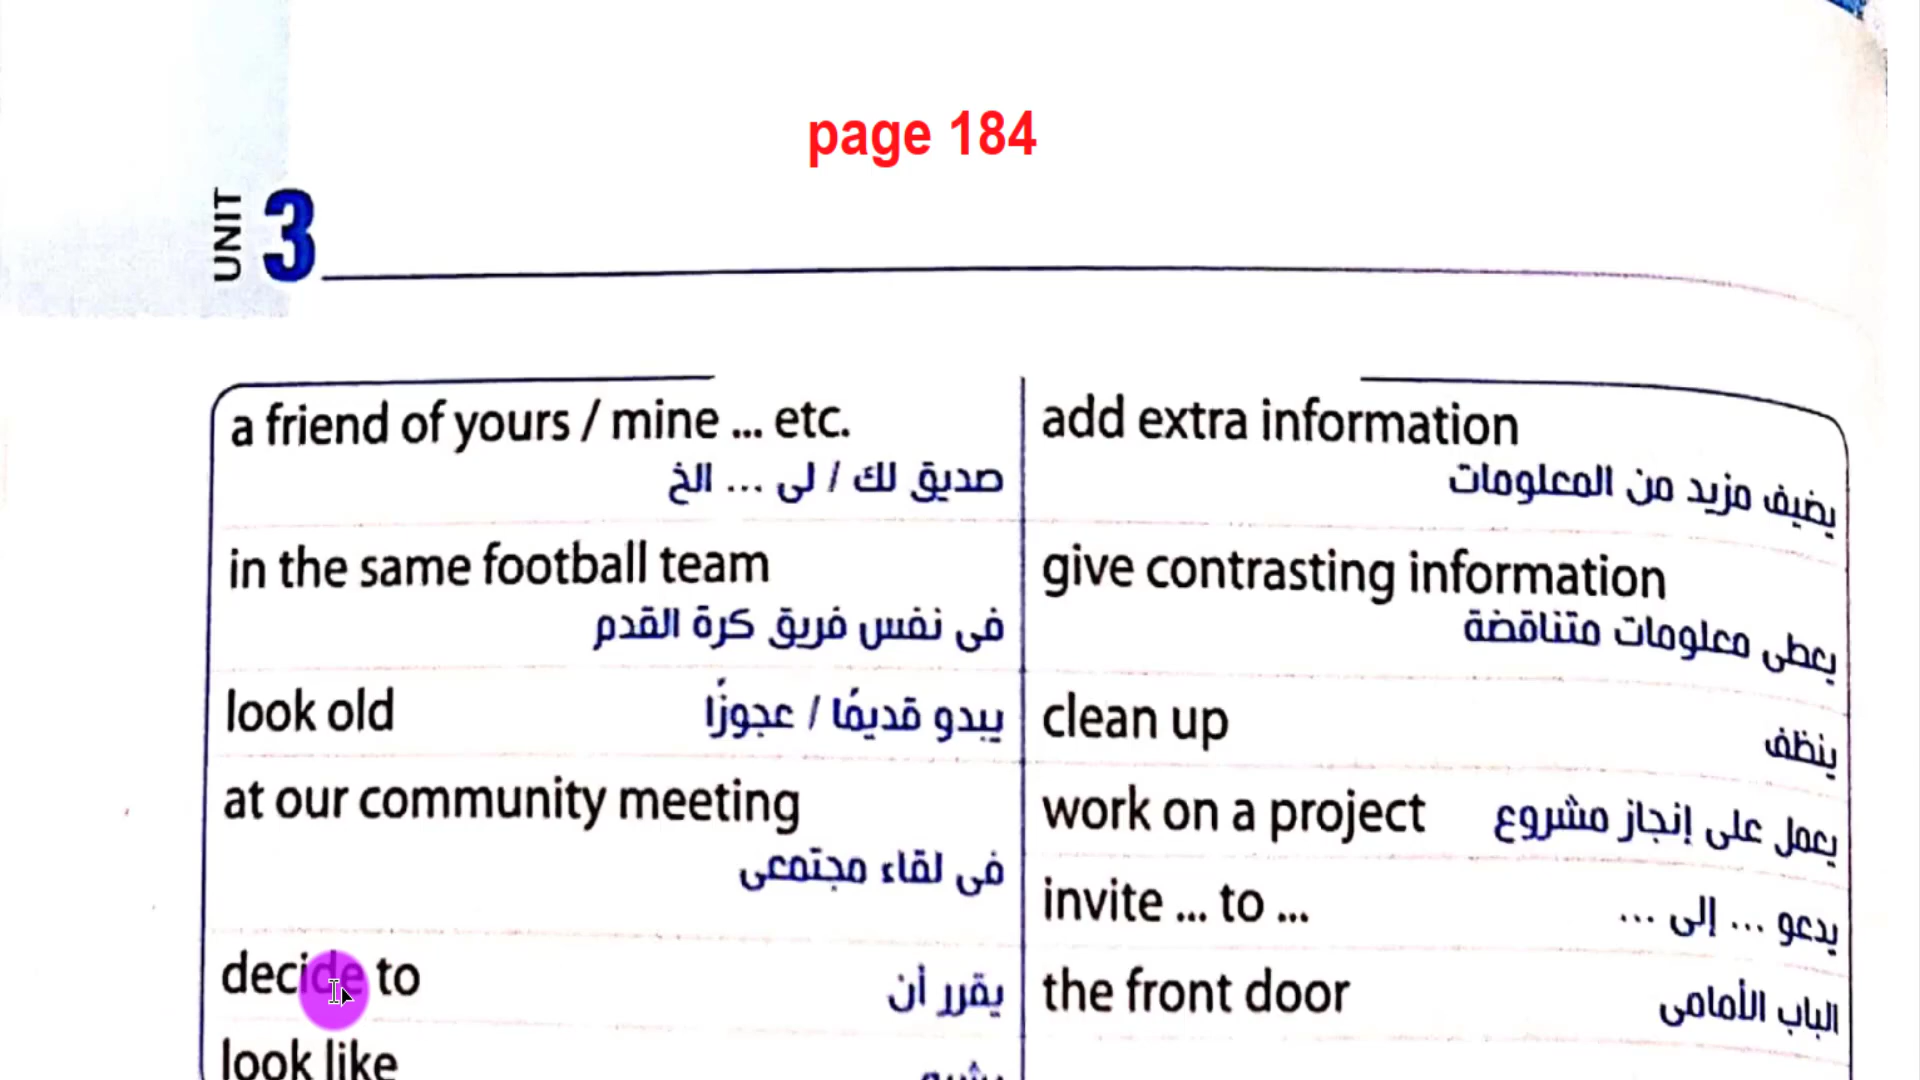 page 184
UNIT 3
a friend of yours / mine ... etc.
صديق لك / لى ... الخ
in the same football team
فى نفس فريق كرة القدم
look old يبدو قديمًا / عجوزًا
at our community meeting
فى لقاء مجتمعى
decide to يقرر أن
look like يشبه
add extra information
يضيف مزيد من المعلومات
give contrasting information
يعطى معلومات متناقضة
clean up ينظف
work on a project يعمل على إنجاز مشروع
invite ... to ... يدعو ... إلى ...
the front door الباب الأمامى